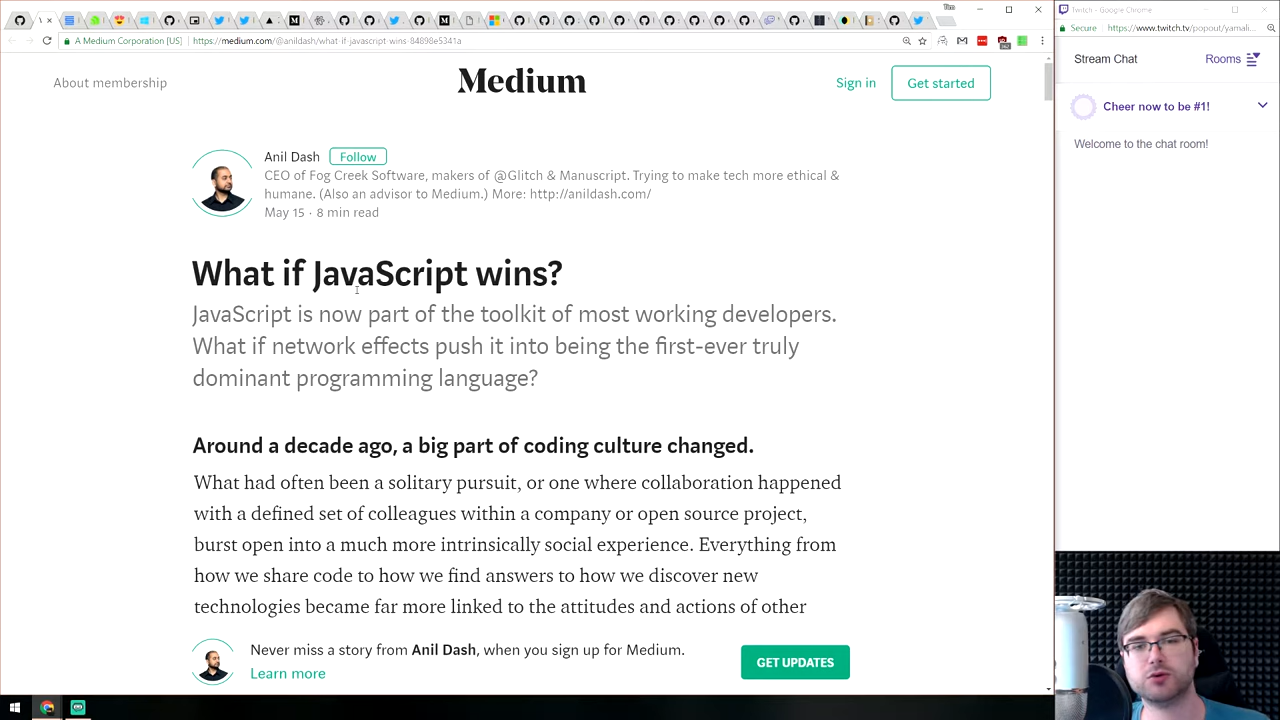 Tim
Twitch - Google Chrome
A Medium Corporation [US]
https://medium.com/@anildash/what-if-javascript-wins-84898e5341a
Secure
https://www.twitch.tv/popout/yamali...
About membership
Medium
Sign in
Get started
Stream Chat
Rooms
Cheer now to be #1!
Welcome to the chat room!
Anil Dash
Follow
CEO of Fog Creek Software, makers of @Glitch & Manuscript. Trying to make tech more ethical &
humane. (Also an advisor to Medium.) More: http://anildash.com/
May 15 · 8 min read
What if JavaScript wins?
JavaScript is now part of the toolkit of most working developers.
What if network effects push it into being the first-ever truly
dominant programming language?
Around a decade ago, a big part of coding culture changed.
What had often been a solitary pursuit, or one where collaboration happened
with a defined set of colleagues within a company or open source project,
burst open into a much more intrinsically social experience. Everything from
how we share code to how we find answers to how we discover new
technologies became far more linked to the attitudes and actions of other
Never miss a story from Anil Dash, when you sign up for Medium.
Learn more
GET UPDATES